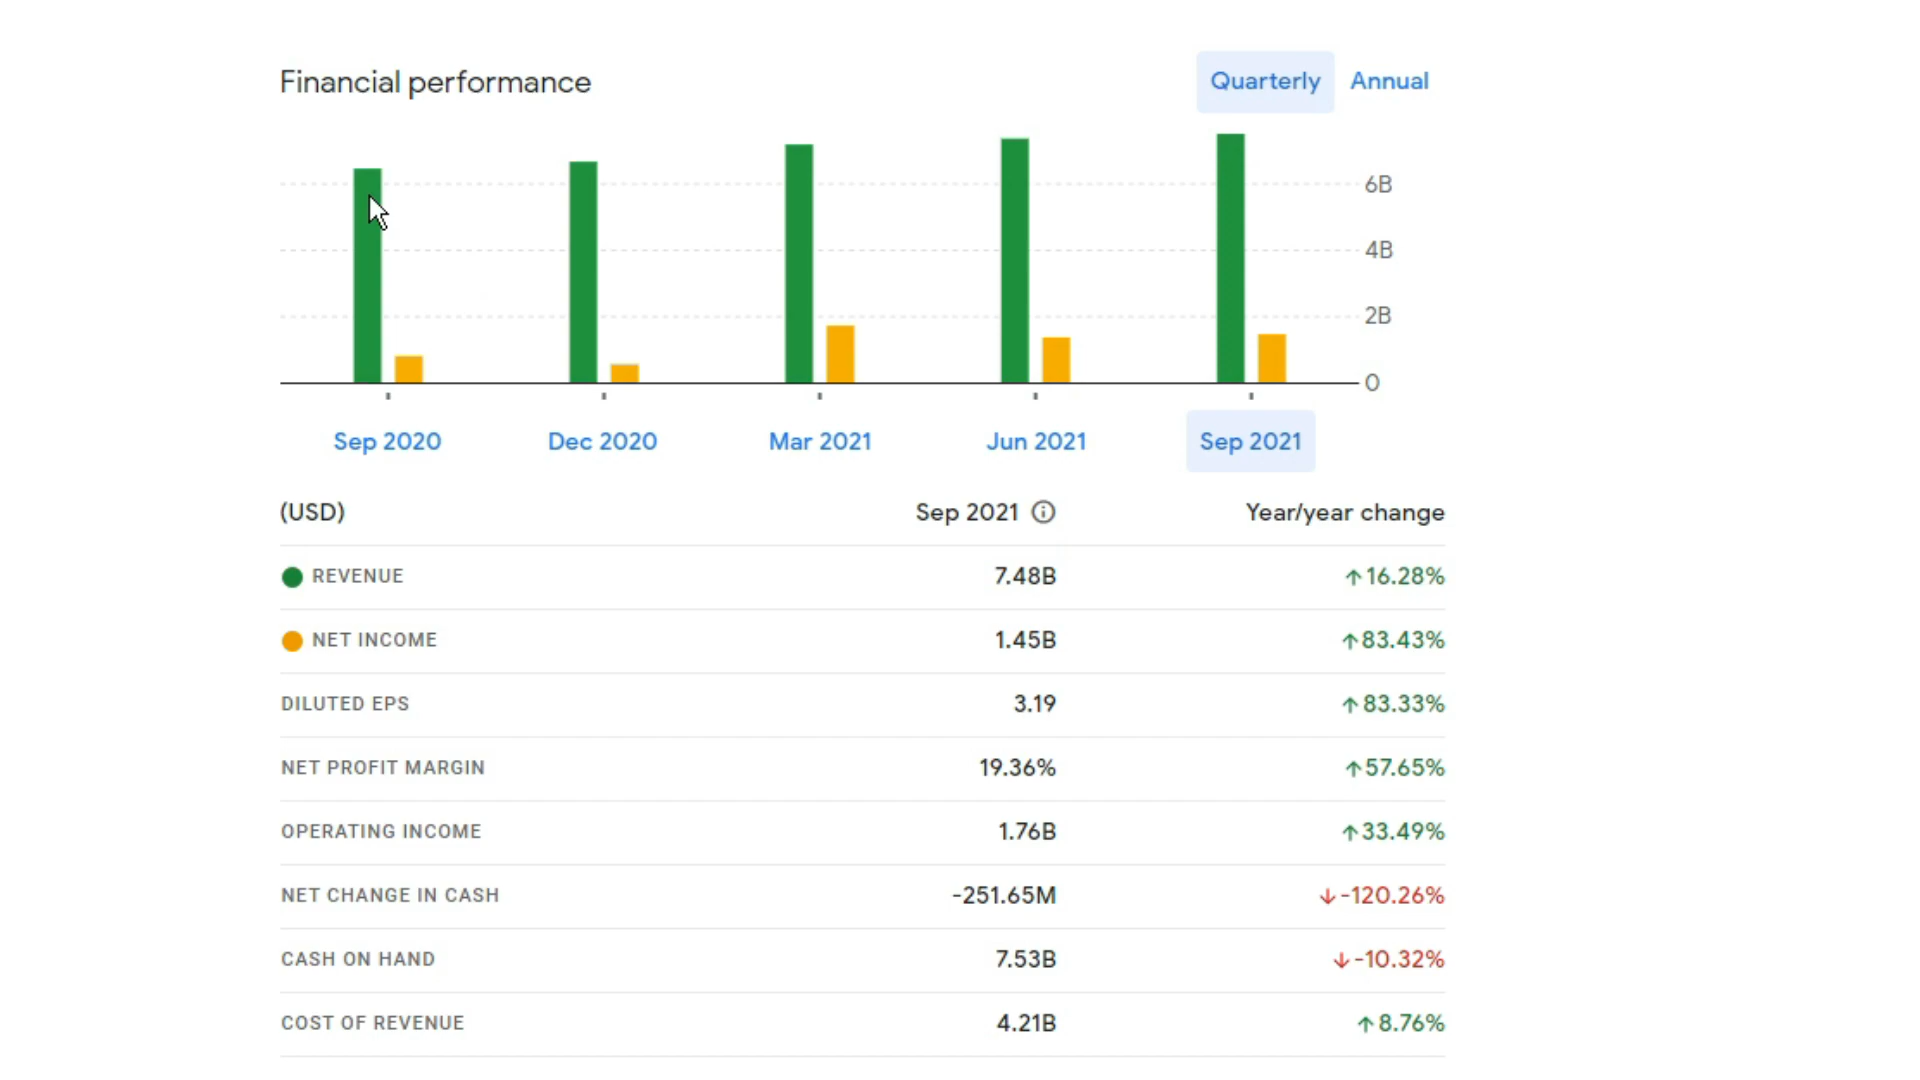 Financial performance Quarterly Annual
6B
4B
2B
0
Sep 2020 Dec 2020 Mar 2021 Jun 2021 Sep 2021
(USD) Sep 2021 Year/year change
REVENUE 7.48B ↑16.28%
NET INCOME 1.45B ↑83.43%
DILUTED EPS 3.19 ↑83.33%
NET PROFIT MARGIN 19.36% ↑57.65%
OPERATING INCOME 1.76B ↑33.49%
NET CHANGE IN CASH -251.65M ↓-120.26%
CASH ON HAND 7.53B ↓-10.32%
COST OF REVENUE 4.21B ↑8.76%